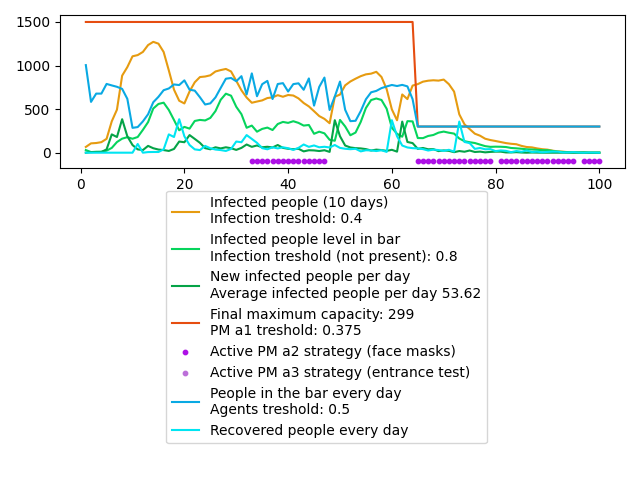 1500
1000
500
0
0
20
40
60
80
100
Infected people (10 days)
Infection treshold: 0.4
Infected people level in bar
Infection treshold (not present): 0.8
New infected people per day
Average infected people per day 53.62
Final maximum capacity: 299
PM a1 treshold: 0.375
Active PM a2 strategy (face masks)
Active PM a3 strategy (entrance test)
People in the bar every day
Agents treshold: 0.5
Recovered people every day